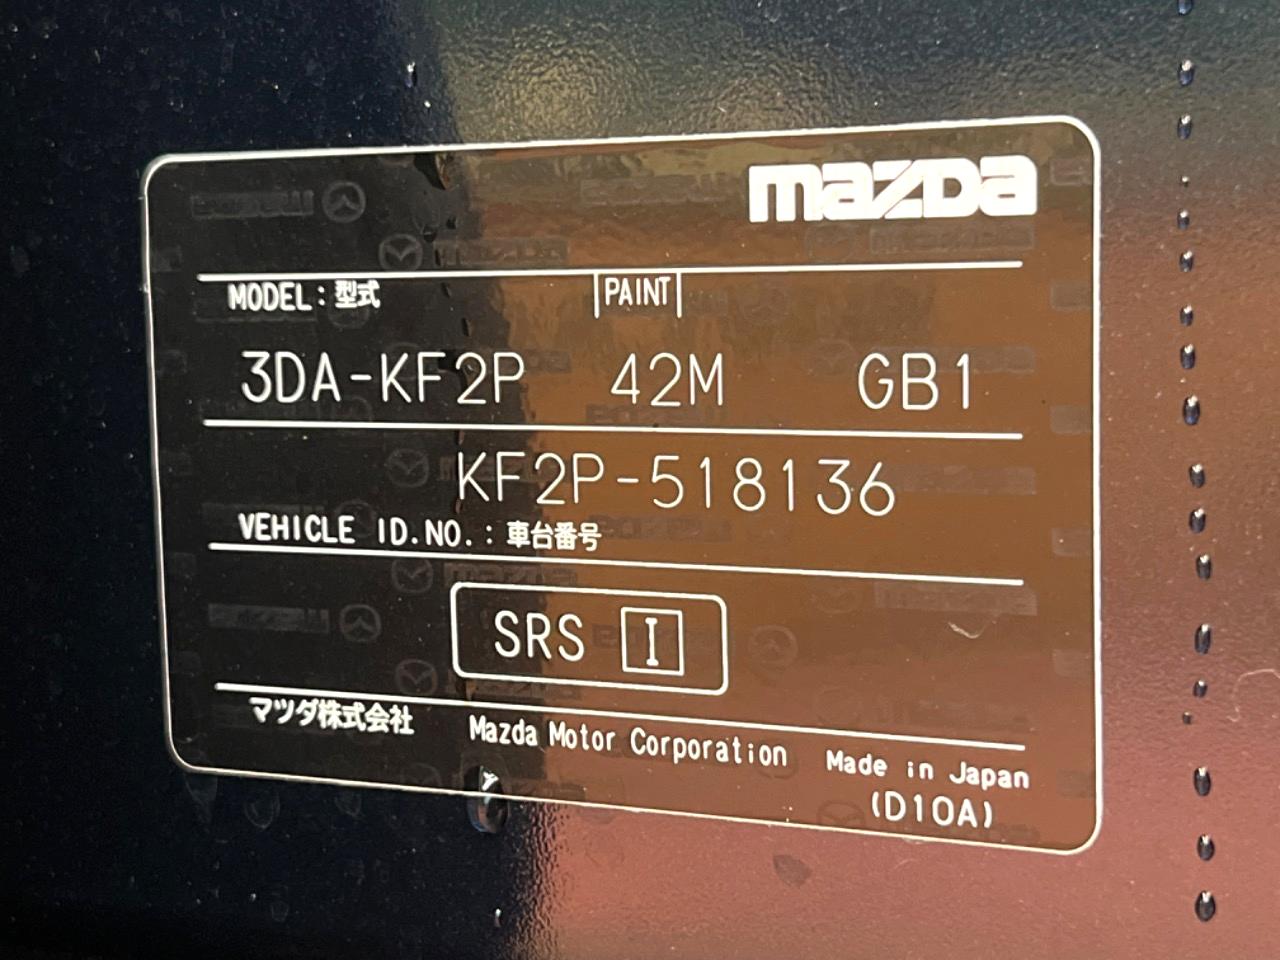 mazda
MODEL：型式 PAINT
3DA-KF2P 42M GB1
KF2P-518136
VEHICLE ID.NO.：車台番号
SRS I
マツダ株式会社 Mazda Motor Corporation Made in Japan
(D10A)